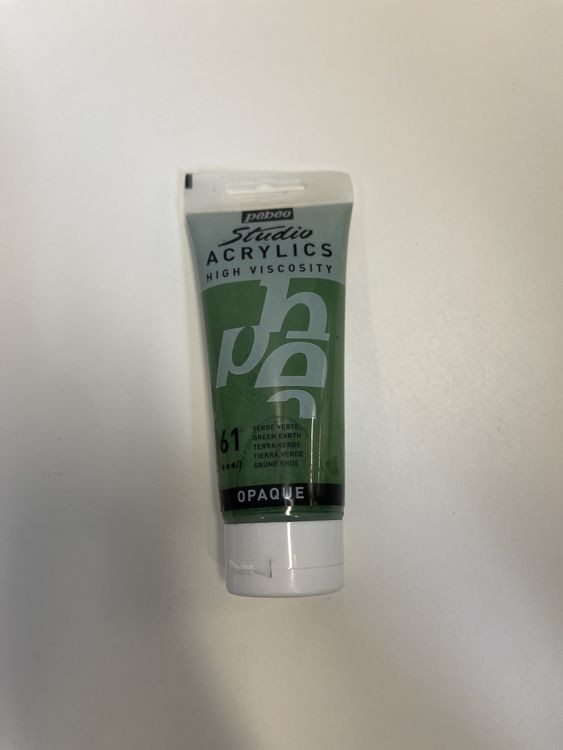 pebeo
Studio
ACRYLICS
HIGH VISCOSITY
61
TERRE VERTE
GREEN EARTH
TERRA VERDE
TIERRA VERDE
GRÜNE ERDE
***/I
OPAQUE